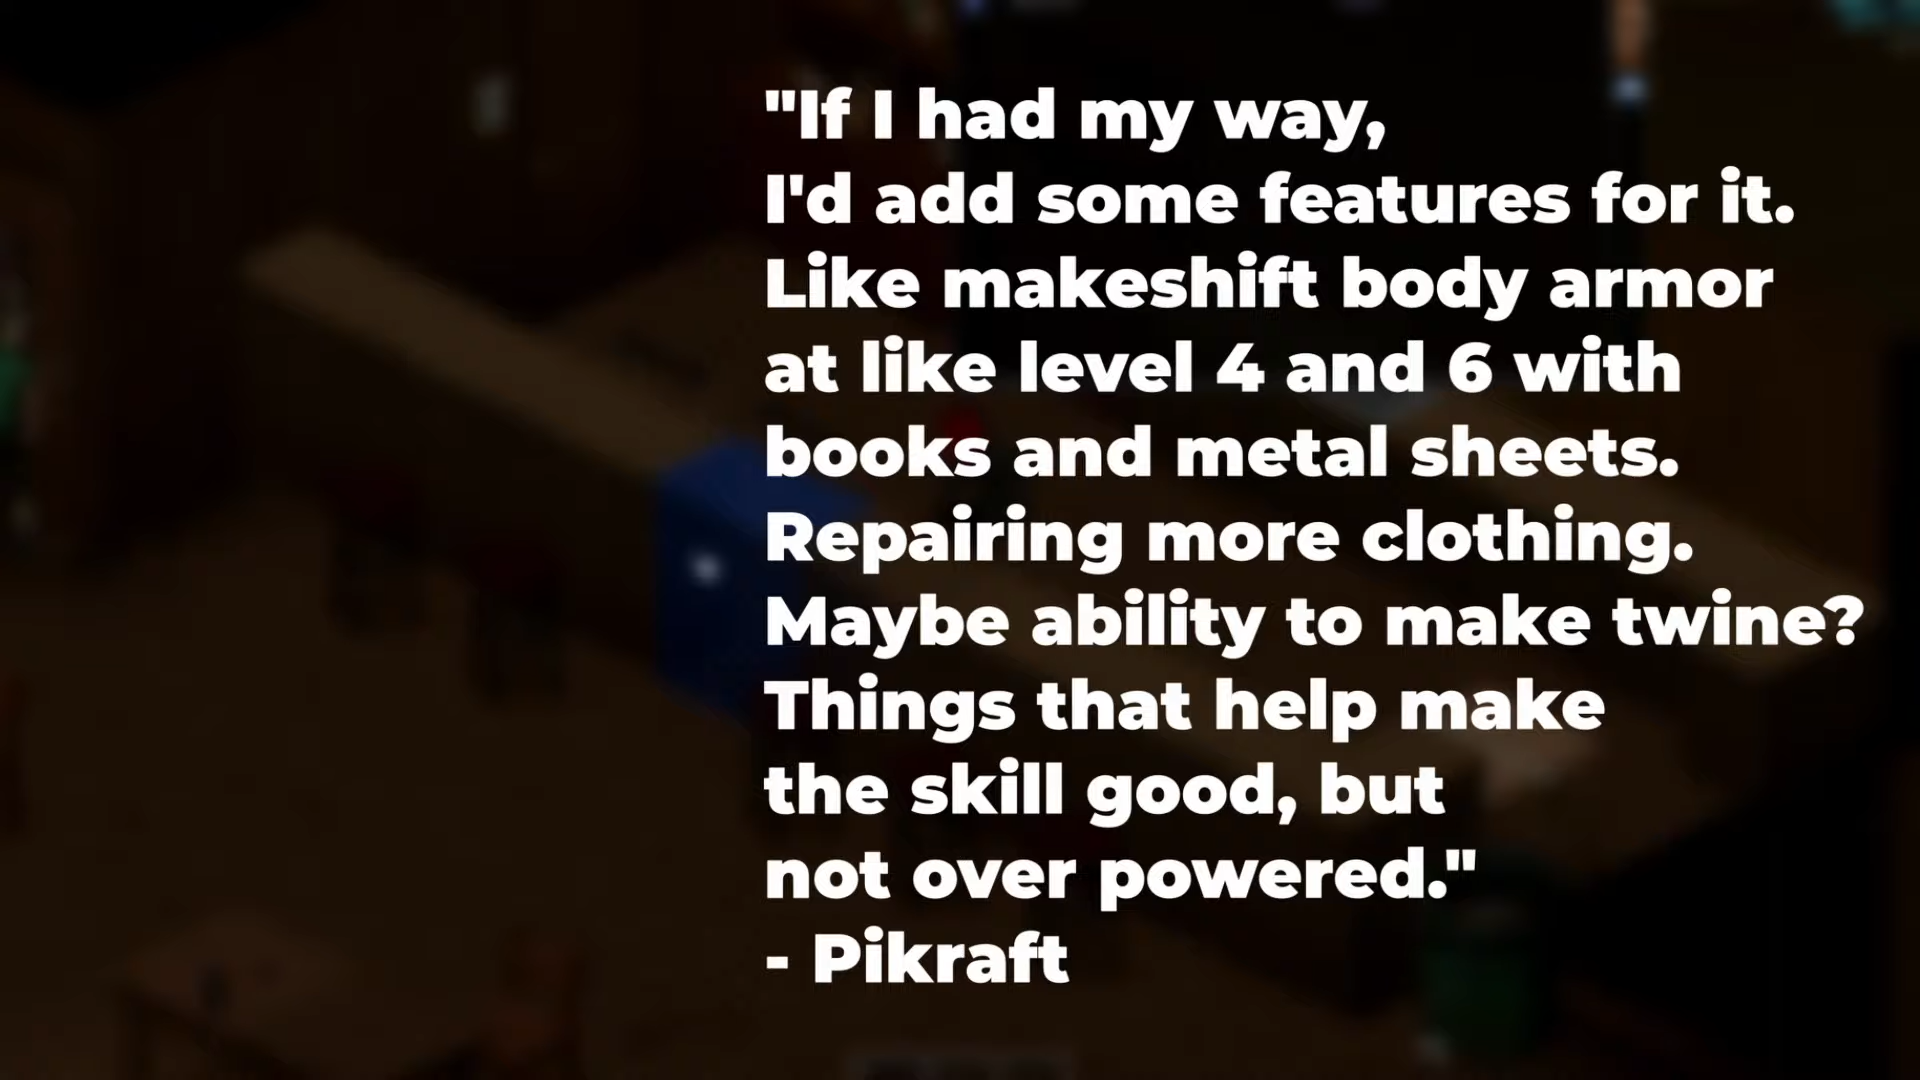 "If I had my way,
I'd add some features for it.
Like makeshift body armor
at like level 4 and 6 with
books and metal sheets.
Repairing more clothing.
Maybe ability to make twine?
Things that help make
the skill good, but
not over powered."
- Pikraft